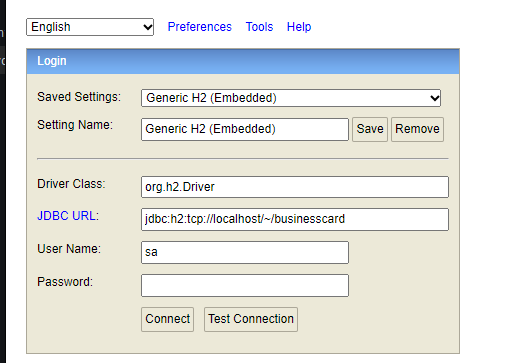 English Preferences Tools Help
Login
Saved Settings: Generic H2 (Embedded)
Setting Name: Generic H2 (Embedded) Save Remove
Driver Class: org.h2.Driver
JDBC URL: jdbc:h2:tcp://localhost/~/businesscard
User Name: sa
Password:
Connect Test Connection